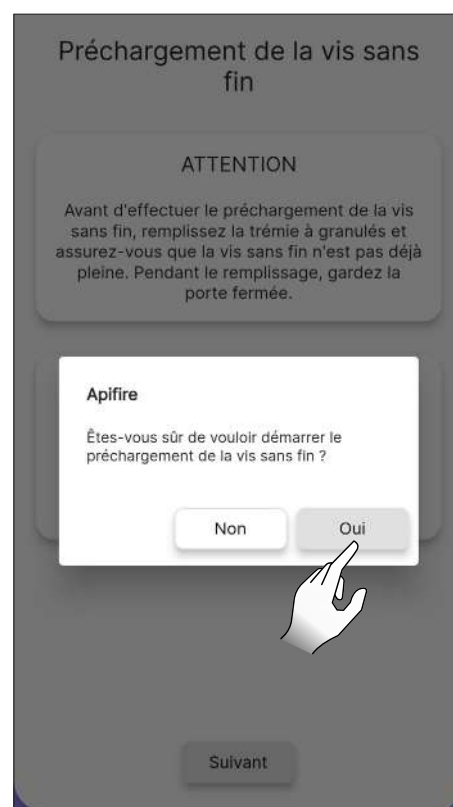 Préchargement de la vis sans
fin
ATTENTION
Avant d'effectuer le préchargement de la vis
sans fin, remplissez la trémie à granulés et
assurez-vous que la vis sans fin n'est pas déjà
pleine. Pendant le remplissage, gardez la
porte fermée.
Apifire
Êtes-vous sûr de vouloir démarrer le
préchargement de la vis sans fin ?
Non
Oui
Suivant